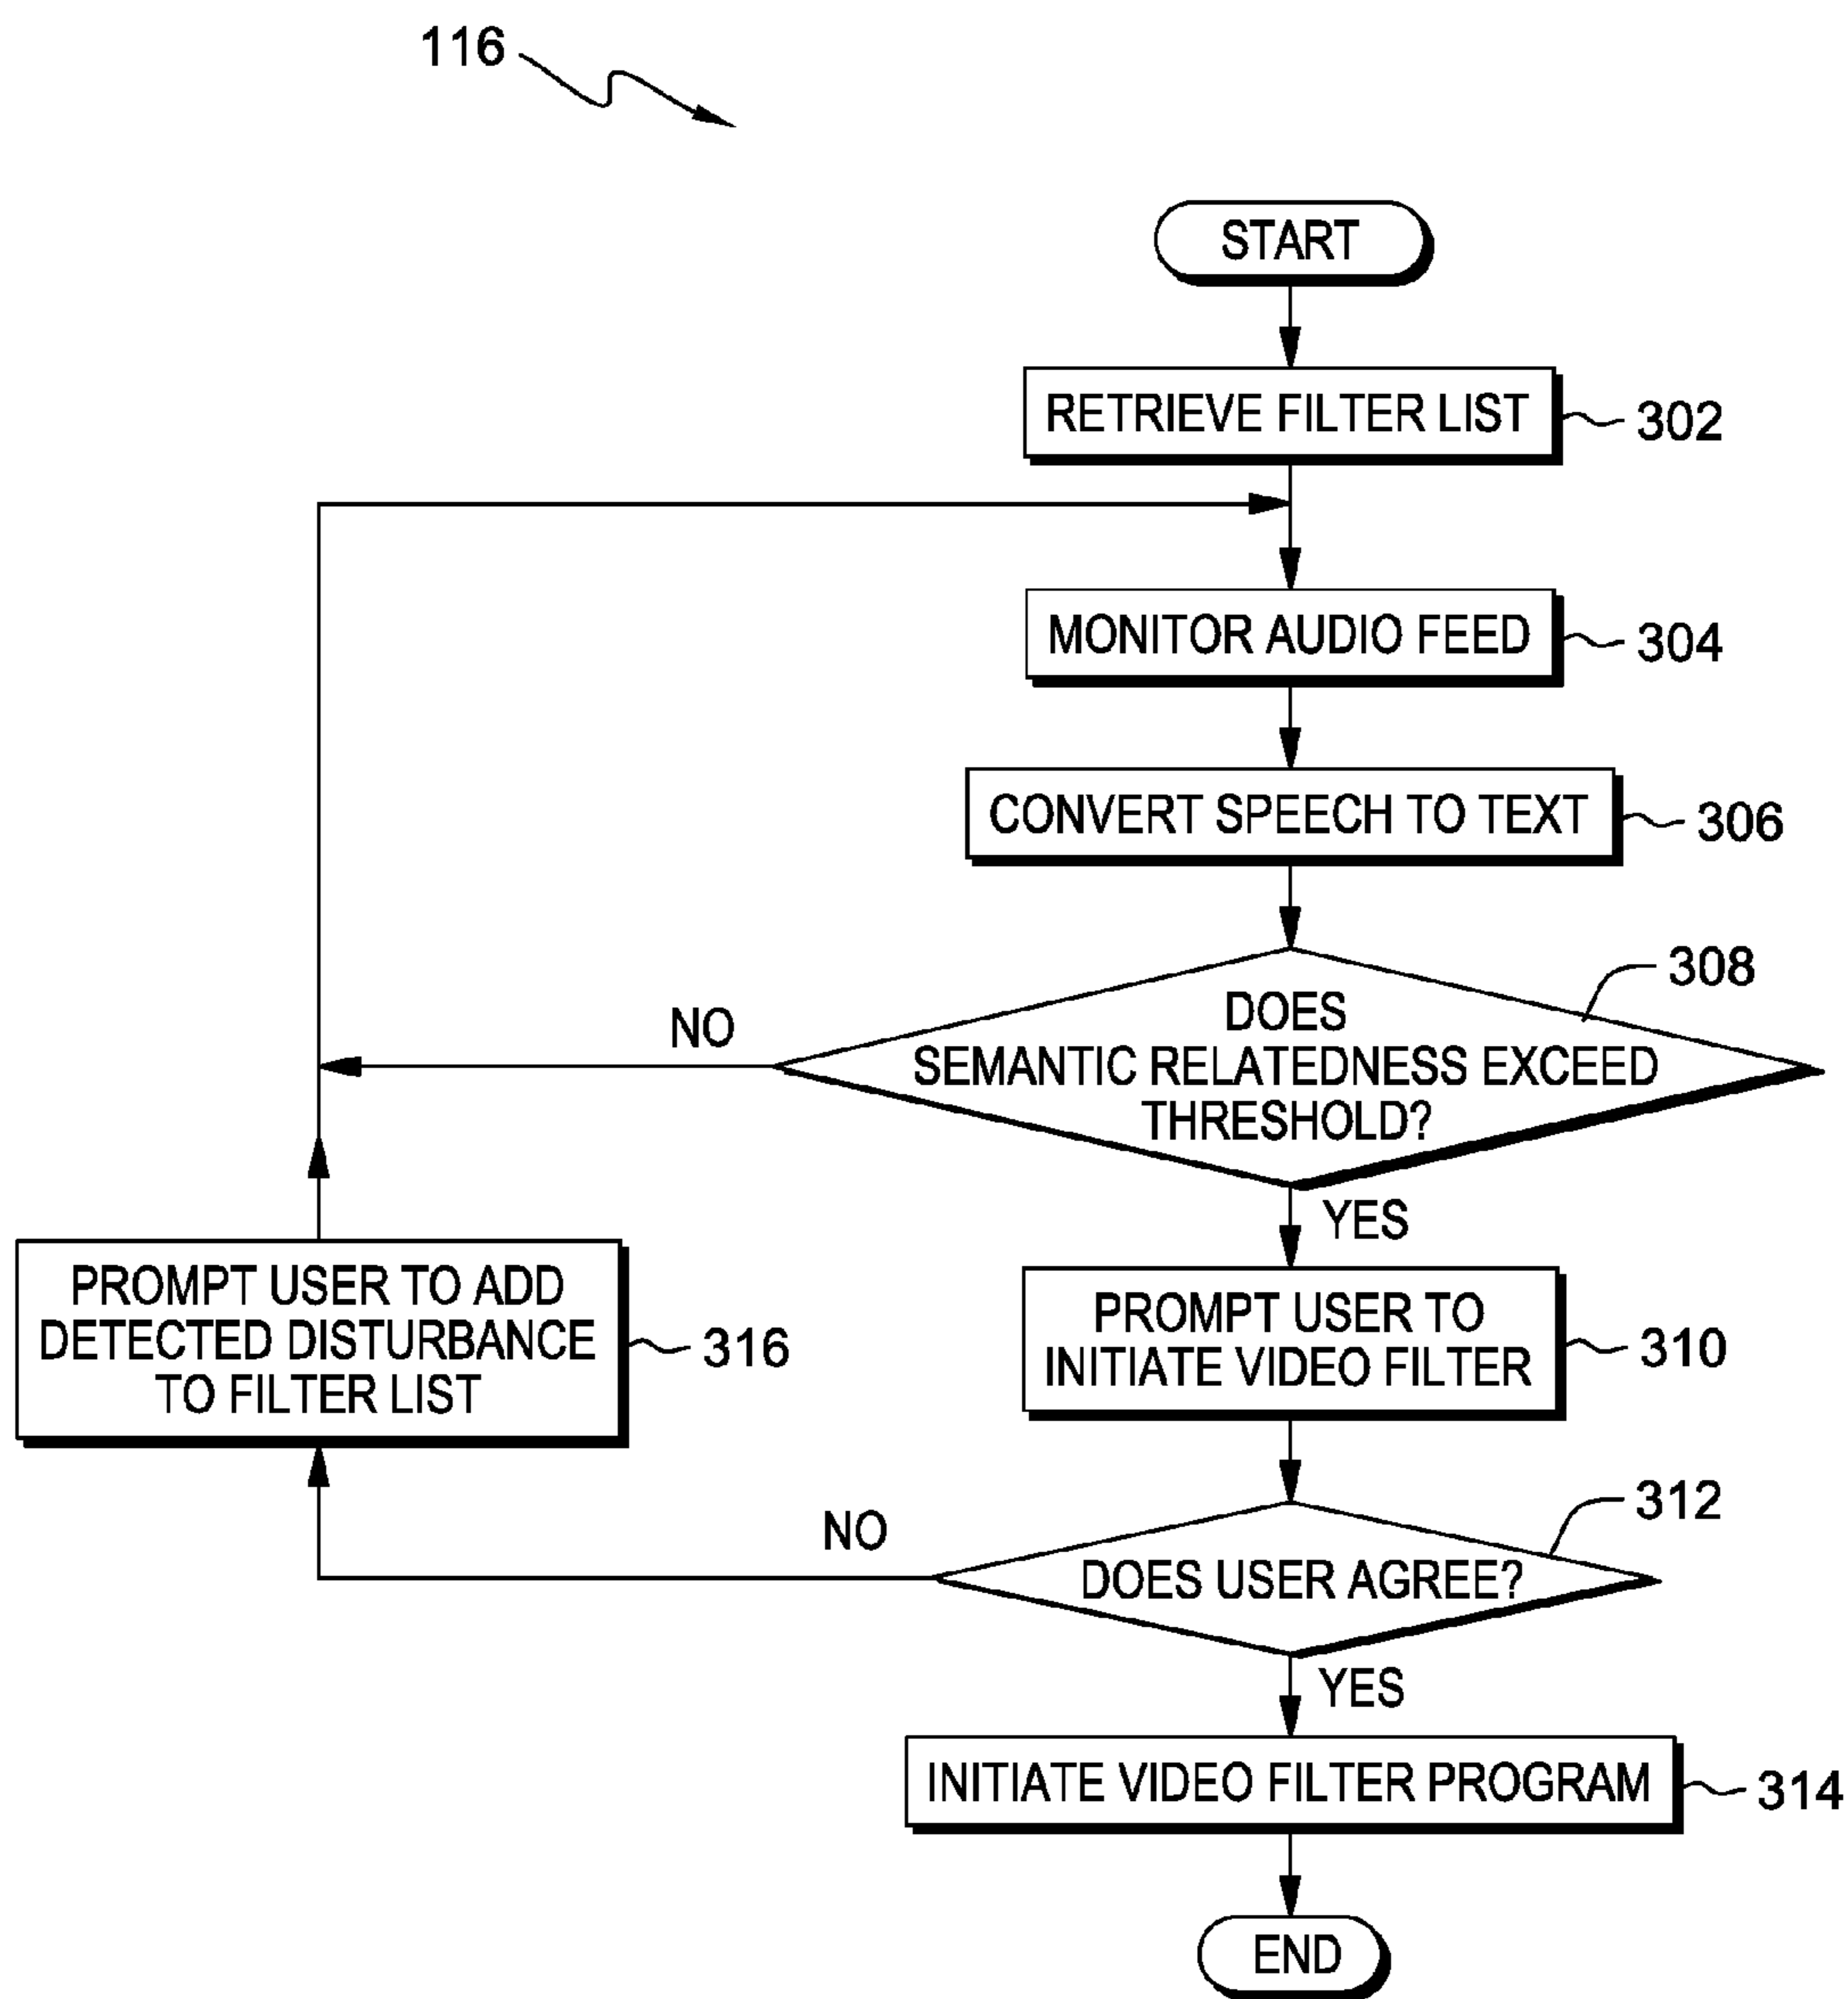 116
START
RETRIEVE FILTER LIST
302
MONITOR AUDIO FEED
304
CONVERT SPEECH TO TEXT
306
308
DOES
SEMANTIC RELATEDNESS EXCEED
THRESHOLD?
NO
YES
PROMPT USER TO ADD
DETECTED DISTURBANCE
TO FILTER LIST
316
PROMPT USER TO
INITIATE VIDEO FILTER
310
312
DOES USER AGREE?
NO
YES
INITIATE VIDEO FILTER PROGRAM
314
END